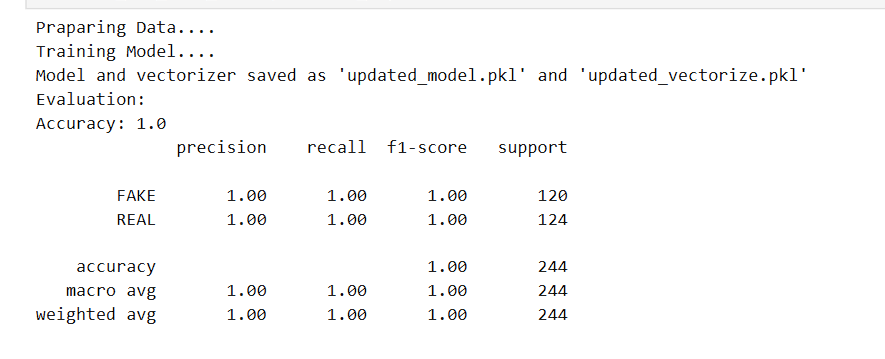 Praparing Data....
Training Model....
Model and vectorizer saved as 'updated_model.pkl' and 'updated_vectorize.pkl'
Evaluation:
Accuracy: 1.0
precision recall f1-score support
FAKE 1.00 1.00 1.00 120
REAL 1.00 1.00 1.00 124
accuracy 1.00 244
macro avg 1.00 1.00 1.00 244
weighted avg 1.00 1.00 1.00 244